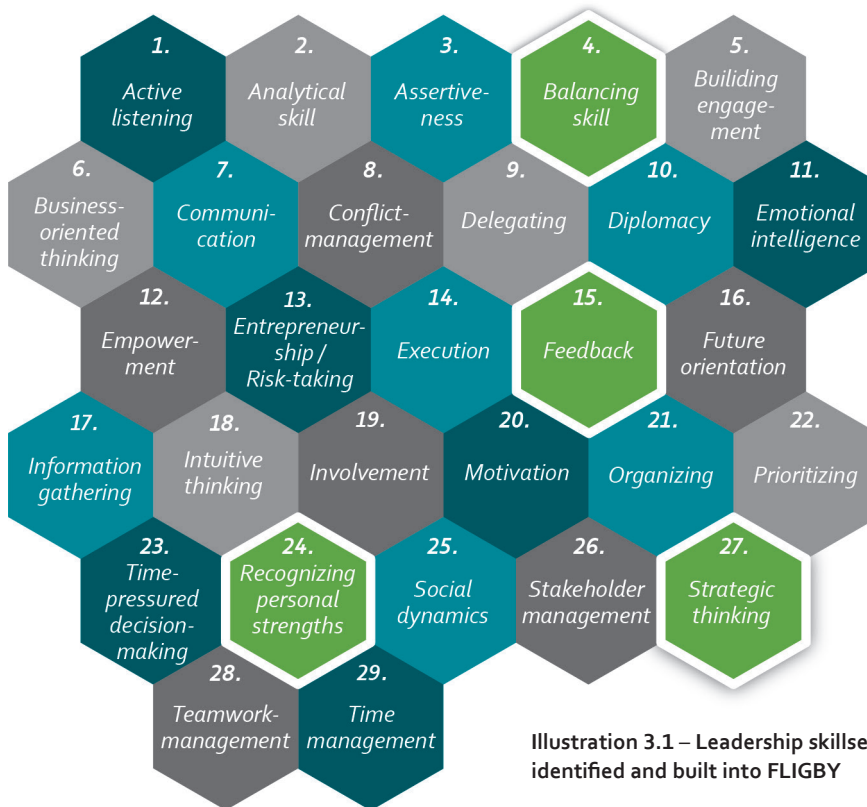 1.
Active
listening
2.
Analytical
skill
3.
Assertive-
ness
4.
Balancing
skill
5.
Builiding
engage-
ment
6.
Business-
oriented
thinking
7.
Communi-
cation
8.
Conflict-
management
9.
Delegating
10.
Diplomacy
11.
Emotional
intelligence
12.
Empower-
ment
13.
Entrepreneur-
ship /
Risk-taking
14.
Execution
15.
Feedback
16.
Future
orientation
17.
Information
gathering
18.
Intuitive
thinking
19.
Involvement
20.
Motivation
21.
Organizing
22.
Prioritizing
23.
Time-
pressured
decision-
making
24.
Recognizing
personal
strengths
25.
Social
dynamics
26.
Stakeholder
management
27.
Strategic
thinking
28.
Teamwork-
management
29.
Time
management
Illustration 3.1 – Leadership skillse
identified and built into FLIGBY